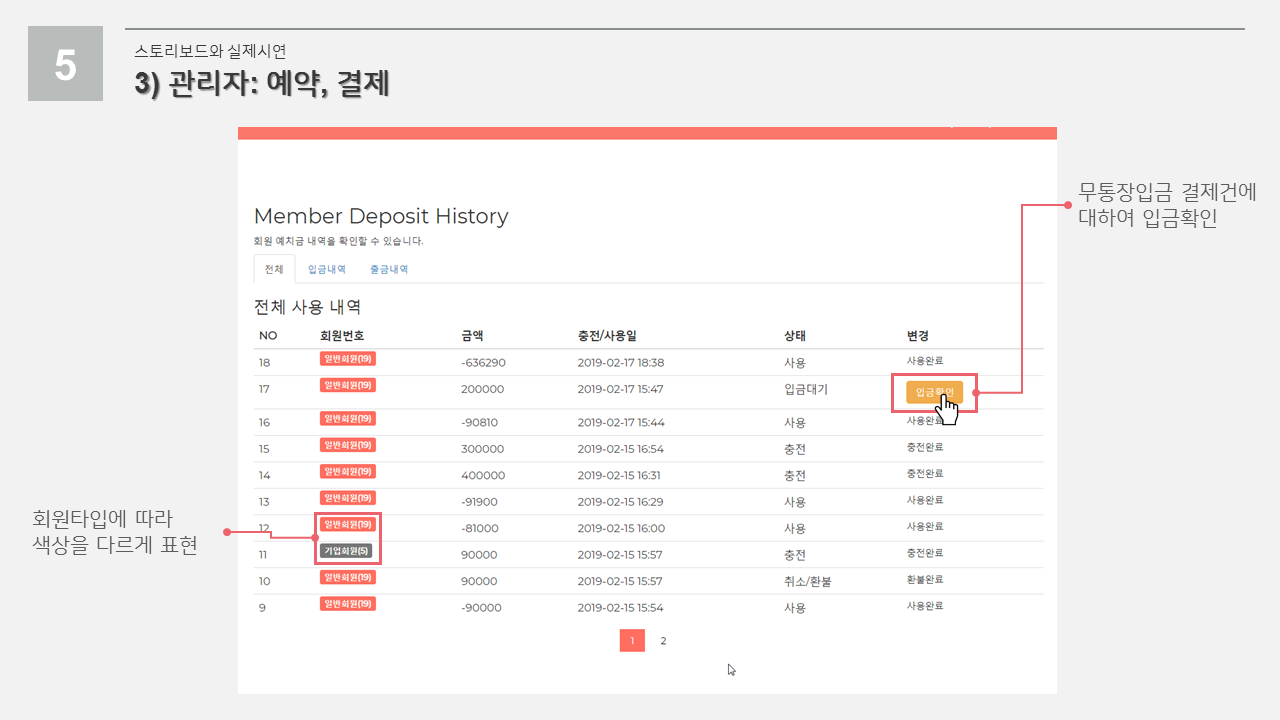 5
스토리보드와 실제시연
3) 관리자: 예약, 결제
무통장입금 결제건에
대하여 입금확인
Member Deposit History
회원 예치금 내역을 확인할 수 있습니다.
전체 입금내역 출금내역
전체 사용 내역
NO 회원번호 금액 충전/사용일 상태 변경
18 일반회원(19) -636290 2019-02-17 18:38 사용 사용완료
17 일반회원(19) 200000 2019-02-17 15:47 입금대기 입금확인
16 일반회원(19) -90810 2019-02-17 15:44 사용 사용완료
15 일반회원(19) 300000 2019-02-15 16:54 충전 충전완료
14 일반회원(19) 400000 2019-02-15 16:31 충전 충전완료
13 일반회원(19) -91900 2019-02-15 16:29 사용 사용완료
12 일반회원(19) -81000 2019-02-15 16:00 사용 사용완료
11 기업회원(5) 90000 2019-02-15 15:57 충전 충전완료
10 일반회원(19) 90000 2019-02-15 15:57 취소/환불 환불완료
9 일반회원(19) -90000 2019-02-15 15:54 사용 사용완료
1 2
회원타입에 따라
색상을 다르게 표현